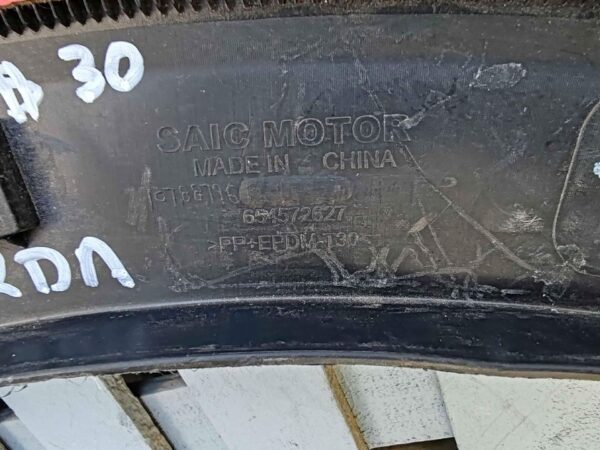 # 30
SAIC MOTOR
MADE IN CHINA
654572627
>PP+EPDM-T30<